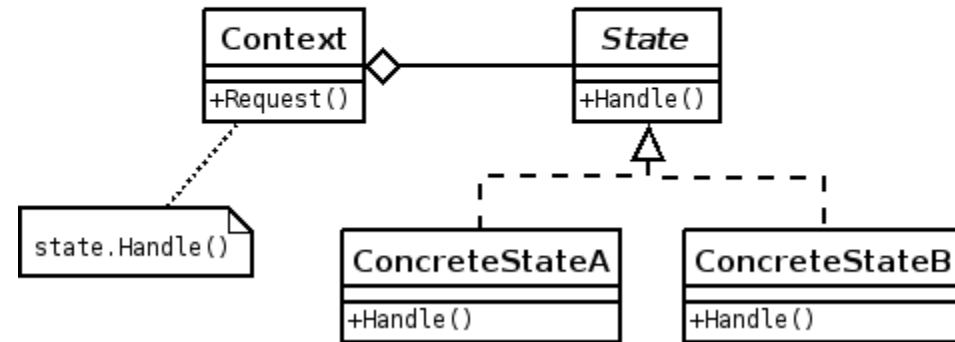 Context
State
+Request()
+Handle()
state.Handle()
ConcreteStateA
ConcreteStateB
+Handle()
+Handle()